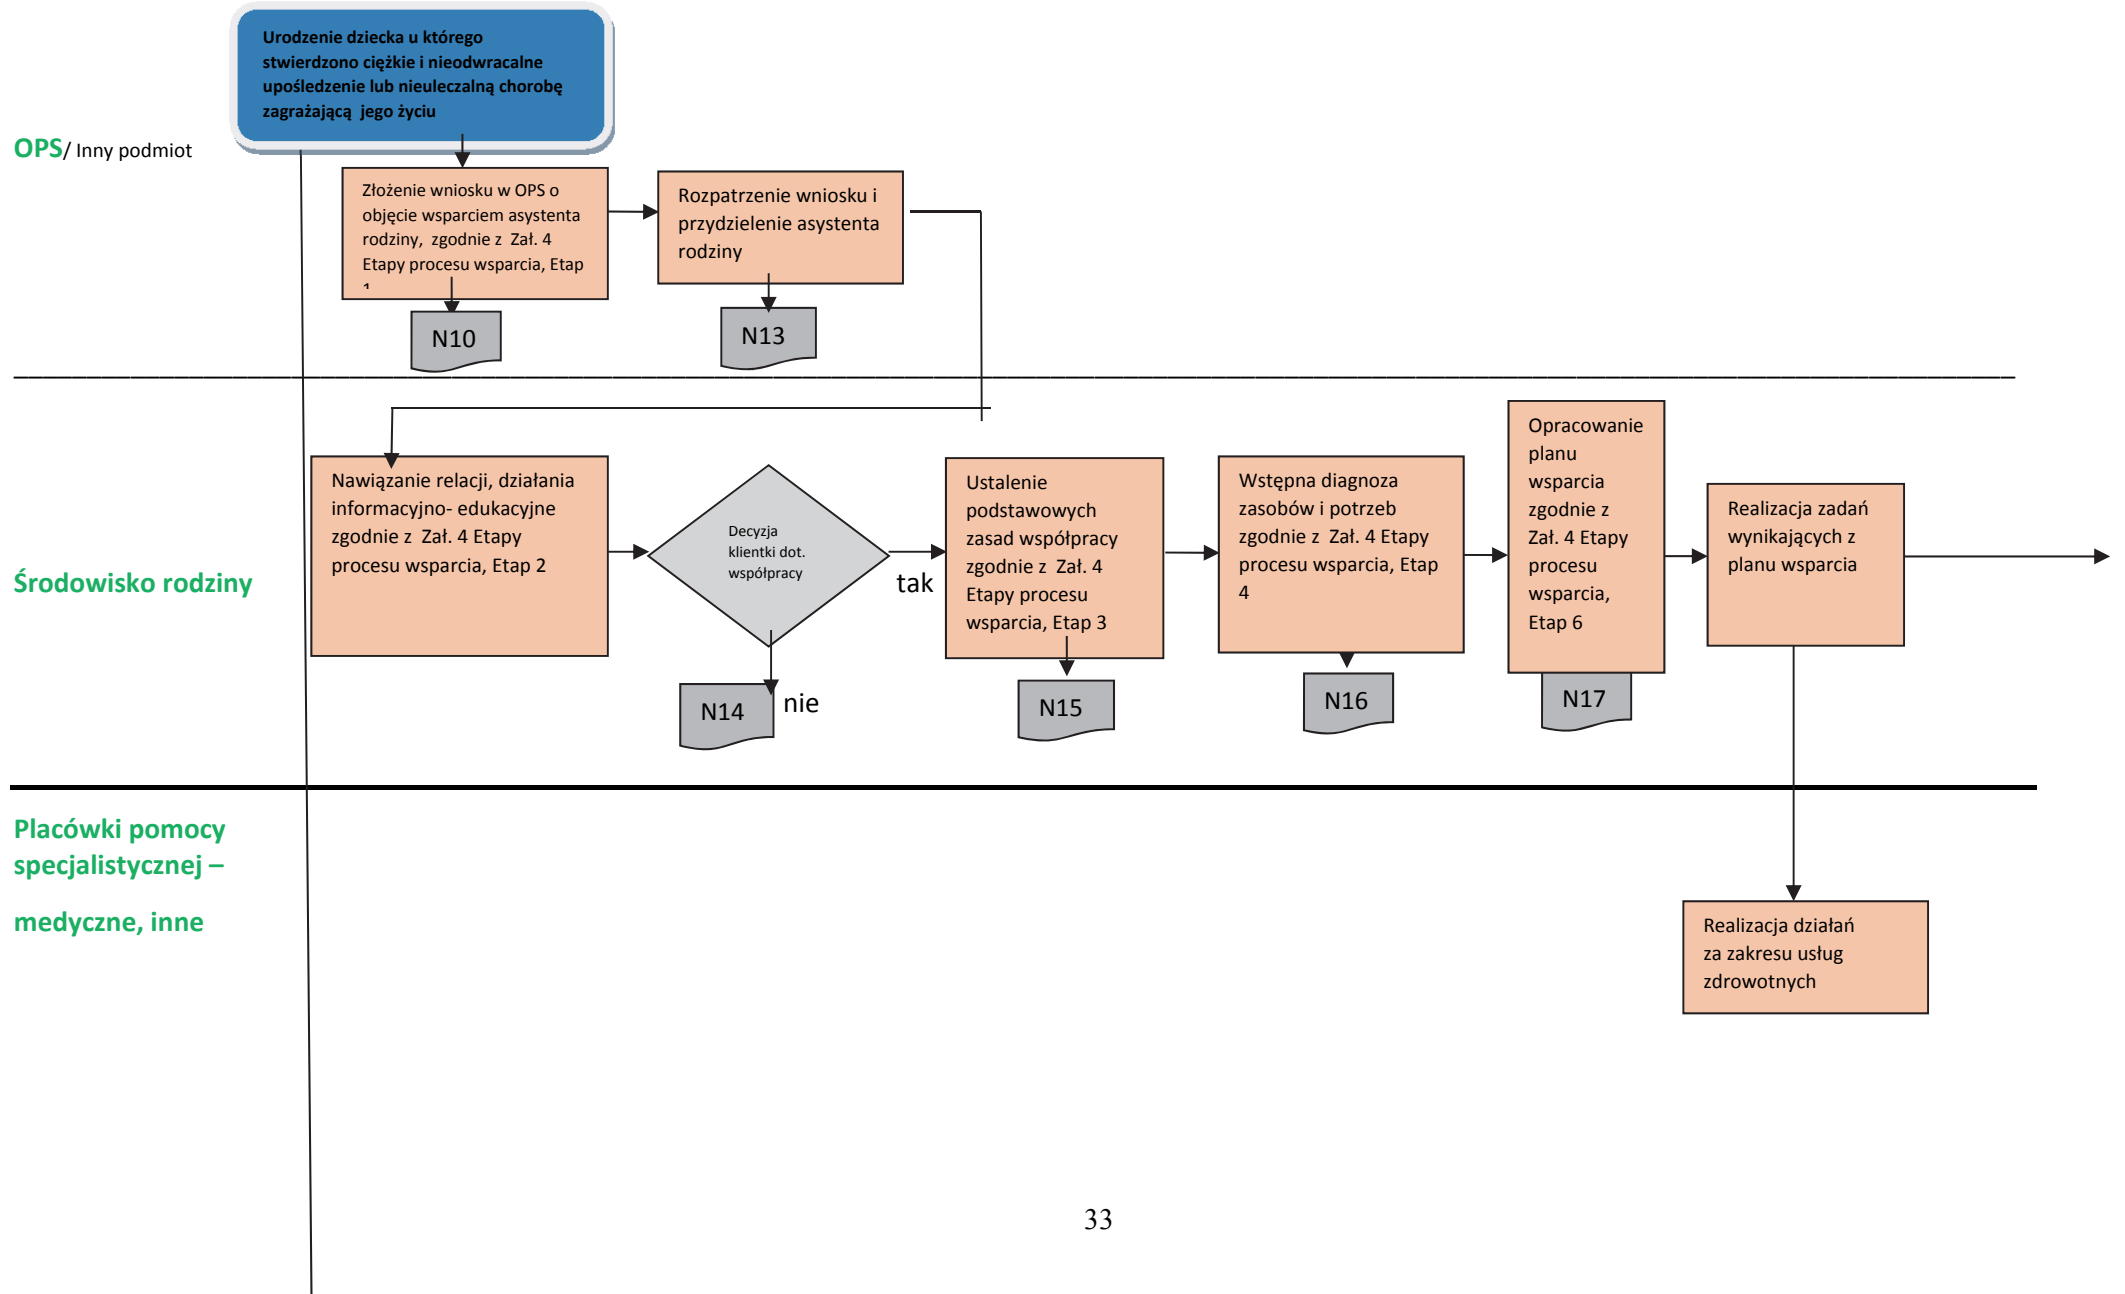 Urodzenie dziecka u którego
stwierdzono ciężkie i nieodwracalne
upośledzenie lub nieuleczalną chorobę
zagrażającą jego życiu
OPS/ Inny podmiot
Złożenie wniosku w OPS o
objęcie wsparciem asystenta
rodziny, zgodnie z Zał. 4
Etapy procesu wsparcia, Etap
Rozpatrzenie wniosku i
przydzielenie asystenta
rodziny
N10
N13
Środowisko rodziny
Nawiązanie relacji, działania
informacyjno- edukacyjne
zgodnie z Zał. 4 Etapy
procesu wsparcia, Etap 2
Decyzja
klientki dot.
współpracy
tak
nie
N14
Ustalenie
podstawowych
zasad współpracy
zgodnie z Zał. 4
Etapy procesu
wsparcia, Etap 3
N15
Wstępna diagnoza
zasobów i potrzeb
zgodnie z Zał. 4 Etapy
procesu wsparcia, Etap
4
N16
Opracowanie
planu
wsparcia
zgodnie z
Zał. 4 Etapy
procesu
wsparcia,
Etap 6
N17
Realizacja zadań
wynikających z
planu wsparcia
Placówki pomocy
specjalistycznej –
medyczne, inne
Realizacja działań
za zakresu usług
zdrowotnych
33